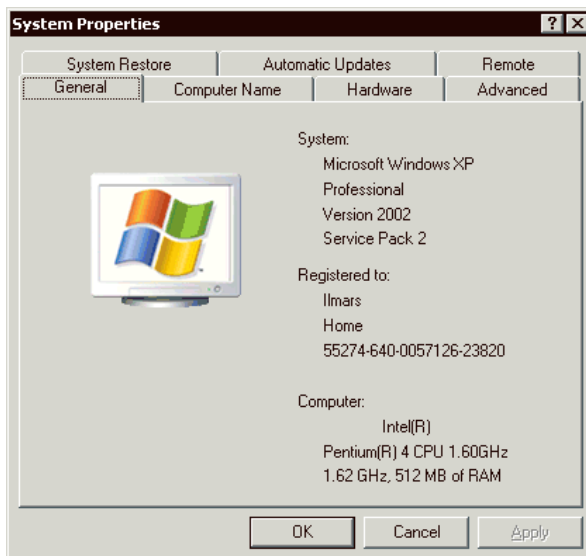 System Properties
System Restore Automatic Updates Remote
General Computer Name Hardware Advanced
System:
Microsoft Windows XP
Professional
Version 2002
Service Pack 2
Registered to:
Ilmars
Home
55274-640-0057126-23820
Computer:
Intel(R)
Pentium(R) 4 CPU 1.60GHz
1.62 GHz, 512 MB of RAM
OK Cancel Apply